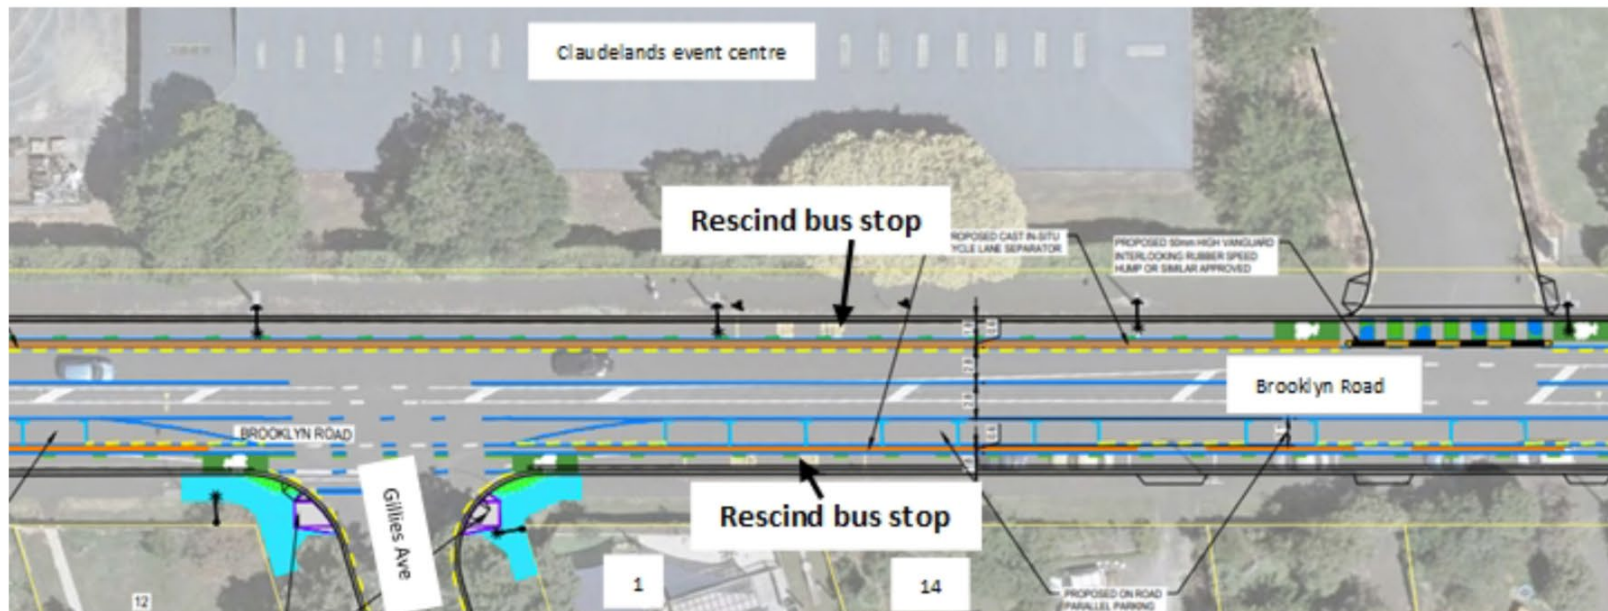 Claudelands event centre
Rescind bus stop
PROPOSED CAST IN-SITU
CYCLE LANE SEPARATOR
PROPOSED 50mm HIGH VANGUARD
INTERLOCKING RUBBER SPEED
HUMP OR SIMILAR APPROVED
Brooklyn Road
BROOKLYN ROAD
Gillies Ave
Rescind bus stop
1
14
12
PROPOSED ON ROAD
PARALLEL PARKING